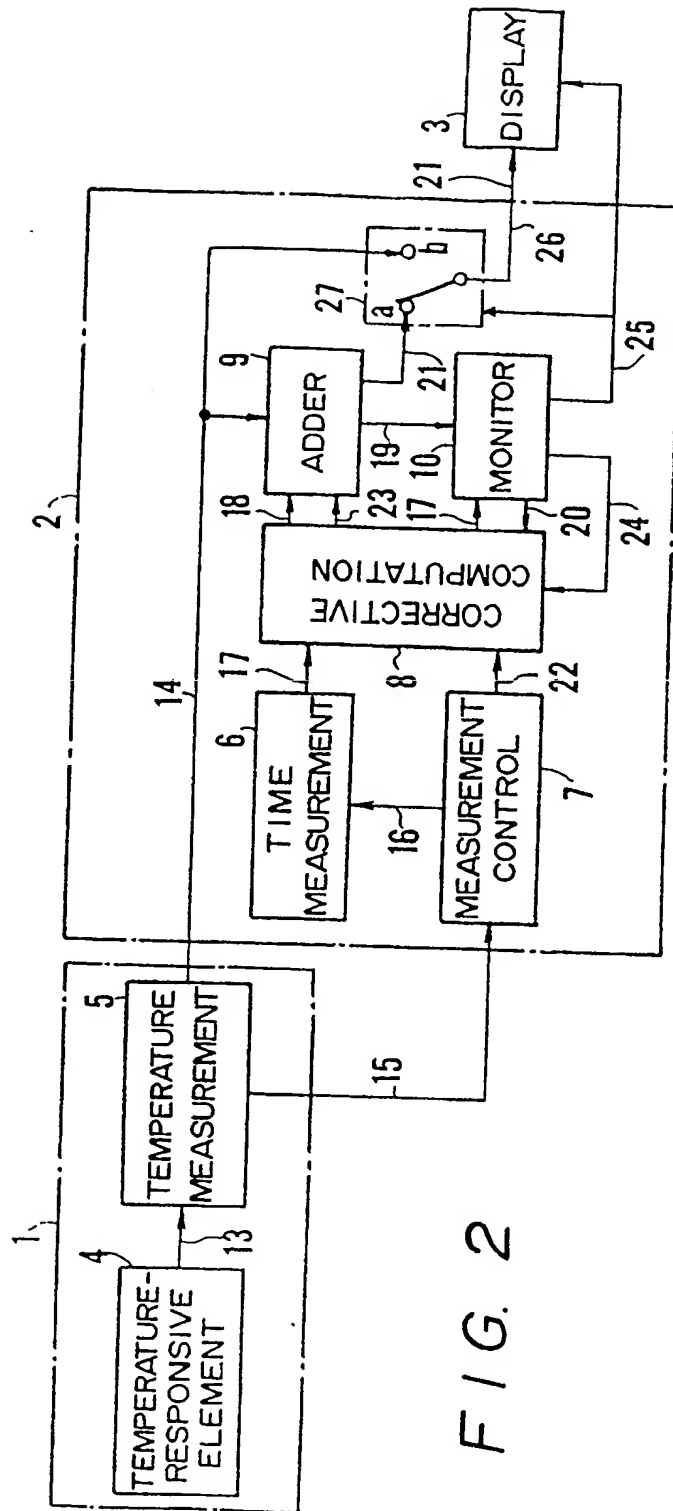 1
4
TEMPERATURE-
RESPONSIVE
ELEMENT
13
5
TEMPERATURE
MEASUREMENT
14
15
2
6
TIME
MEASUREMENT
16
MEASUREMENT
CONTROL
7
17
22
8
CORRECTIVE
COMPUTATION
18
23
9
ADDER
19
17
20
10
MONITOR
24
21
27
a
b
25
26
21
3
DISPLAY
FIG. 2